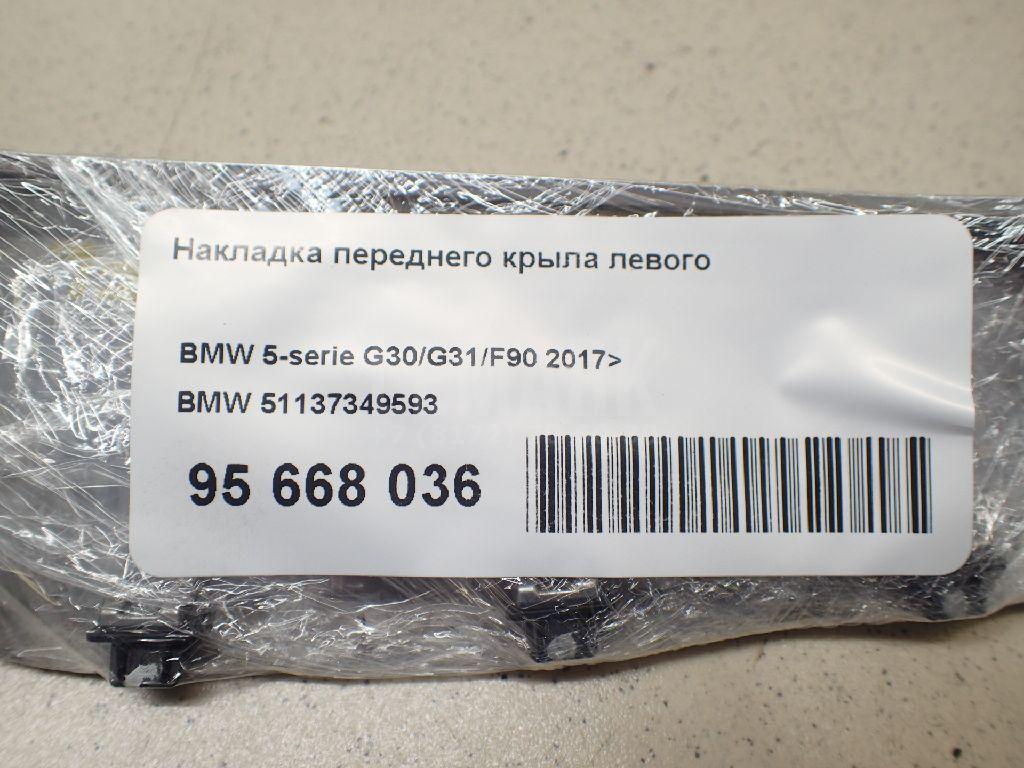 Накладка переднего крыла левого
BMW 5-serie G30/G31/F90 2017>
BMW 51137349593
95 668 036